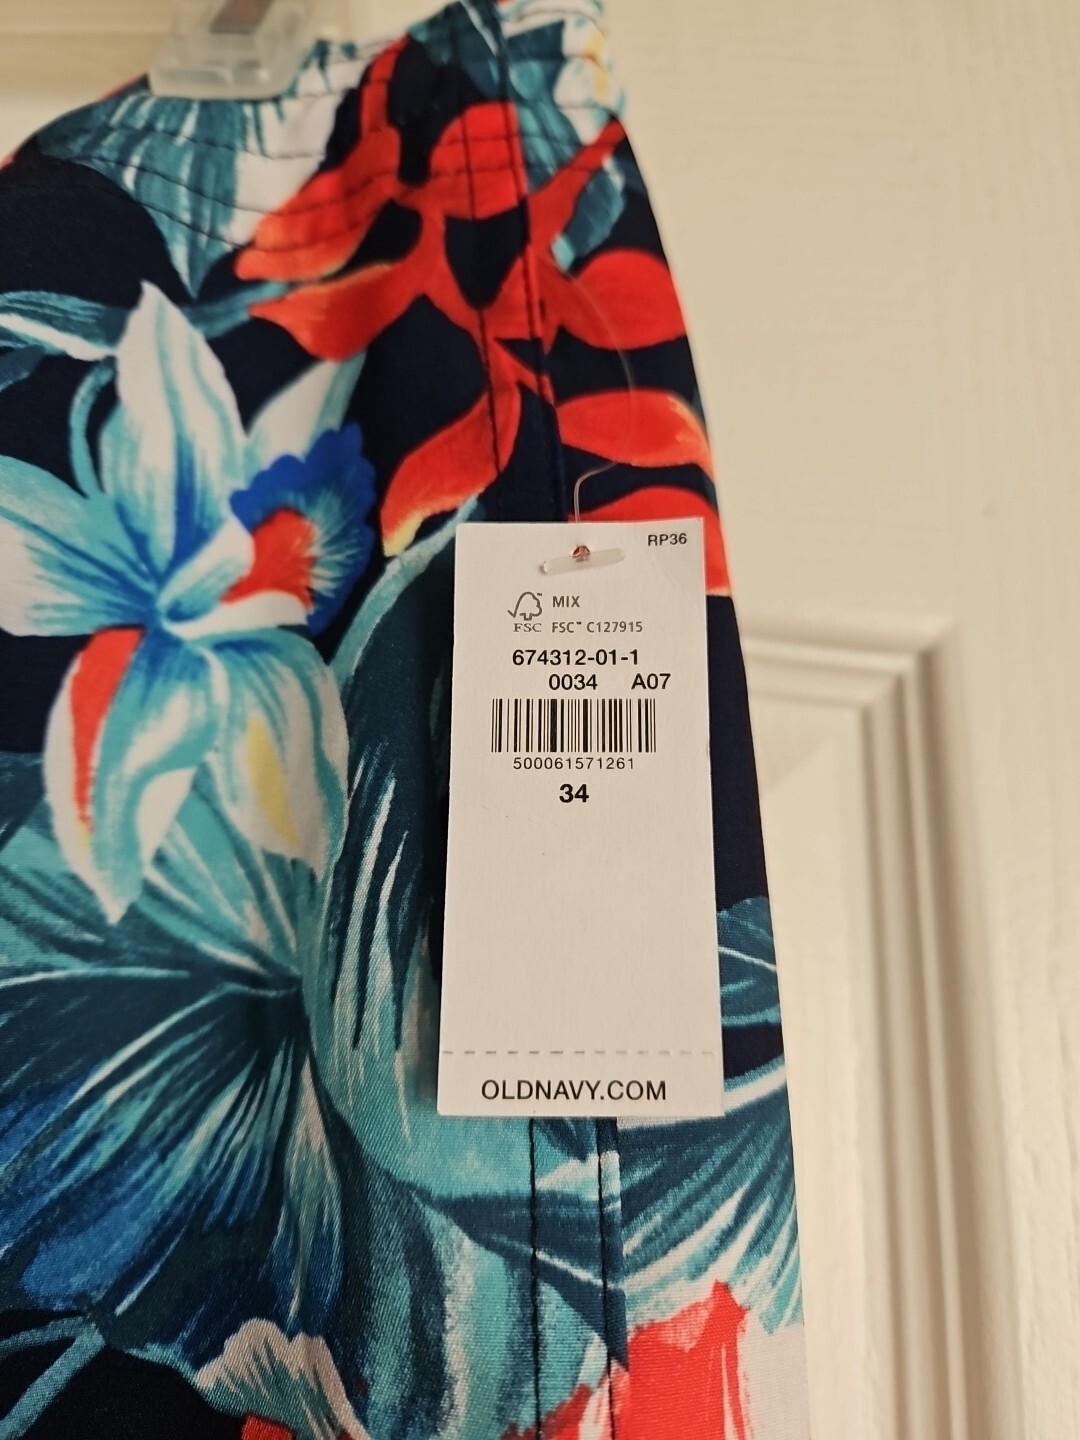 RP36
MIX
FSC FSC™ C127915
674312-01-1
0034 A07
500061571261
34
OLDNAVY.COM